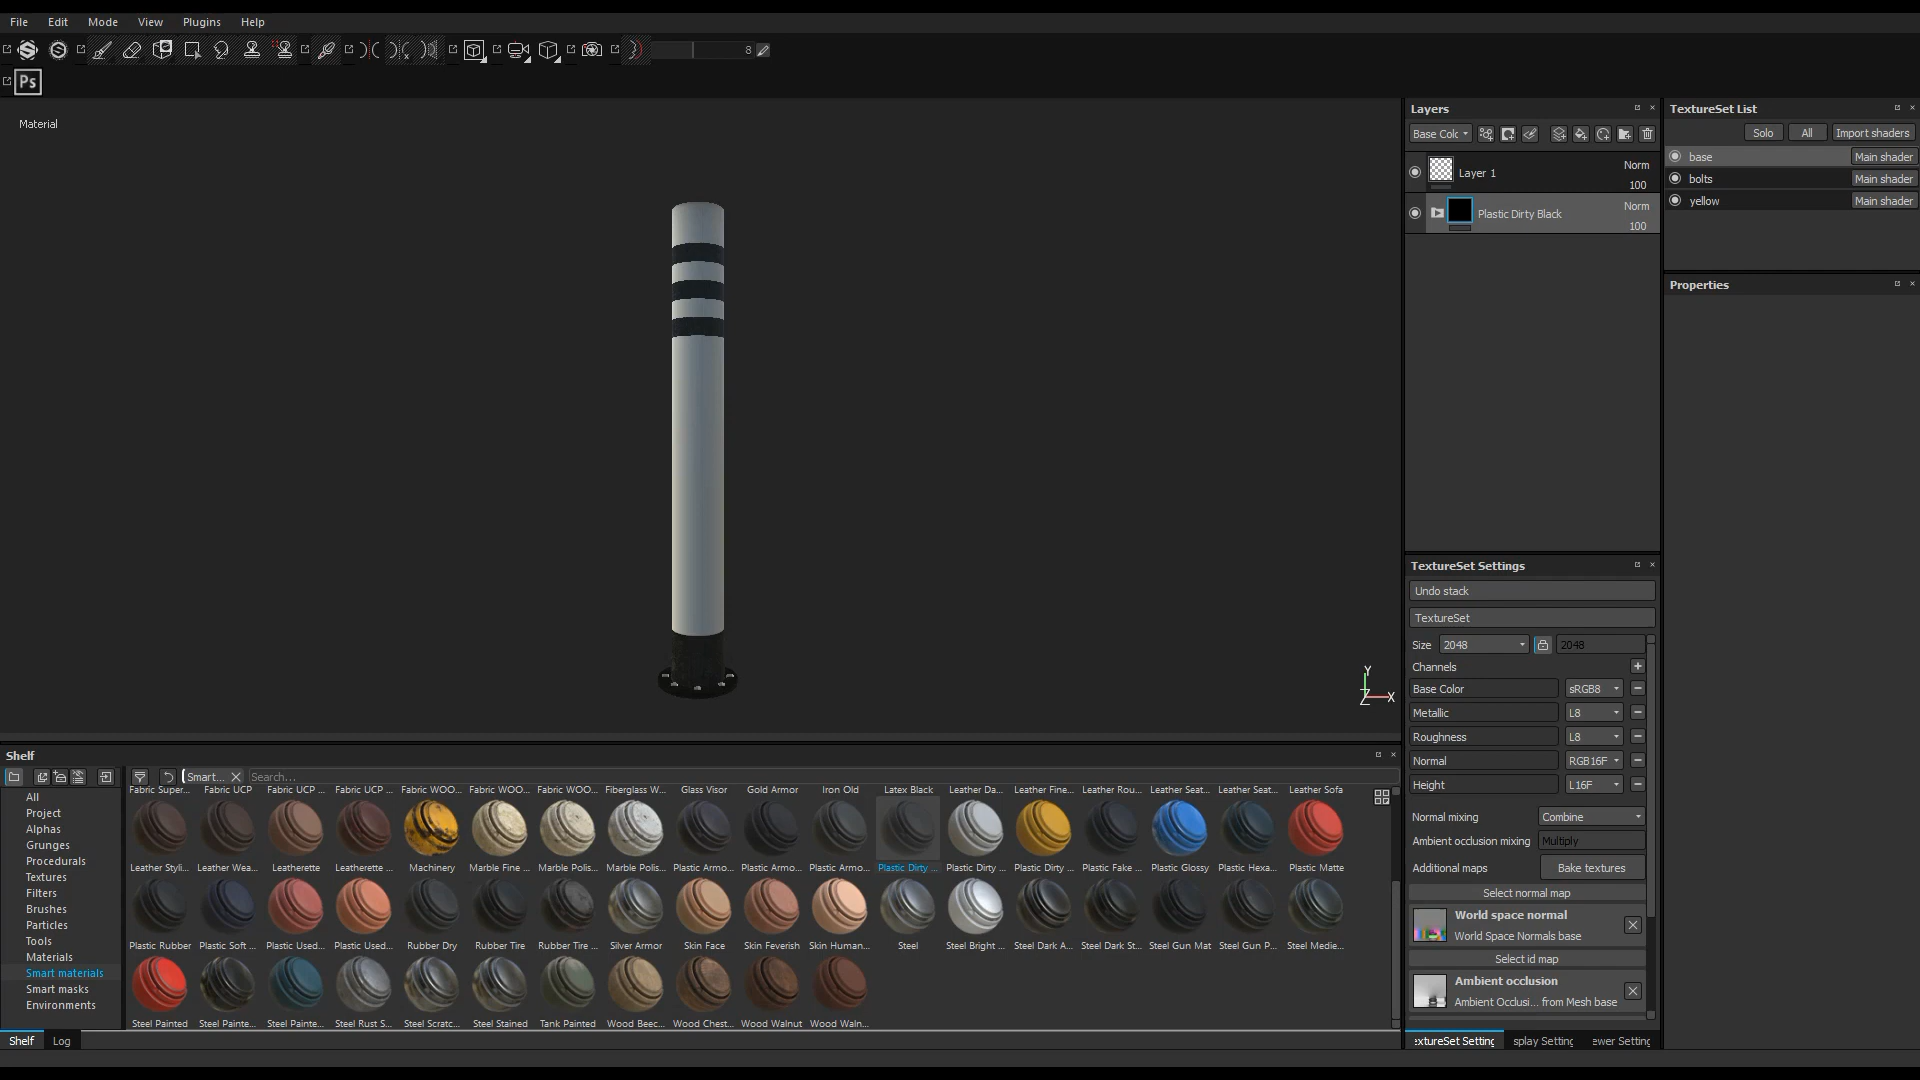 File Edit Mode View Plugins Help
8
Ps
Material
Layers
Base Colc
Layer 1
Norm
100
Plastic Dirty Black
Norm
100
TextureSet List
Solo All Import shaders
base Main shader
bolts Main shader
yellow Main shader
Properties
TextureSet Settings
Undo stack
TextureSet
Size 2048 2048
Channels
Base Color sRGB8
Metallic L8
Roughness L8
Normal RGB16F
Height L16F
Normal mixing Combine
Ambient occlusion mixing Multiply
Additional maps Bake textures
Select normal map
World space normal
World Space Normals base
Select id map
Ambient occlusion
Ambient Occlusi... from Mesh base
extureSet Setting splay Setting ewer Setting
Y
Z X
Shelf
Smart... Search...
All
Project
Alphas
Grunges
Procedurals
Textures
Filters
Brushes
Particles
Tools
Materials
Smart materials
Smart masks
Environments
Fabric Super... Fabric UCP Fabric UCP ... Fabric UCP ... Fabric WOO... Fabric WOO... Fabric WOO... Fiberglass W... Glass Visor Gold Armor Iron Old Latex Black Leather Da... Leather Fine... Leather Rou... Leather Seat... Leather Seat... Leather Sofa
Leather Styli... Leather Wea... Leatherette Leatherette ... Machinery Marble Fine ... Marble Polis... Marble Polis... Plastic Armo... Plastic Armo... Plastic Armo... Plastic Dirty ... Plastic Dirty ... Plastic Dirty ... Plastic Fake ... Plastic Glossy Plastic Hexa... Plastic Matte
Plastic Rubber Plastic Soft ... Plastic Used... Plastic Used... Rubber Dry Rubber Tire Rubber Tire ... Silver Armor Skin Face Skin Feverish Skin Human... Steel Steel Bright ... Steel Dark A... Steel Dark St... Steel Gun Mat Steel Gun P... Steel Medie...
Steel Painted Steel Painte... Steel Painte... Steel Rust S... Steel Scratc... Steel Stained Tank Painted Wood Beec... Wood Chest... Wood Walnut Wood Waln...
Shelf Log